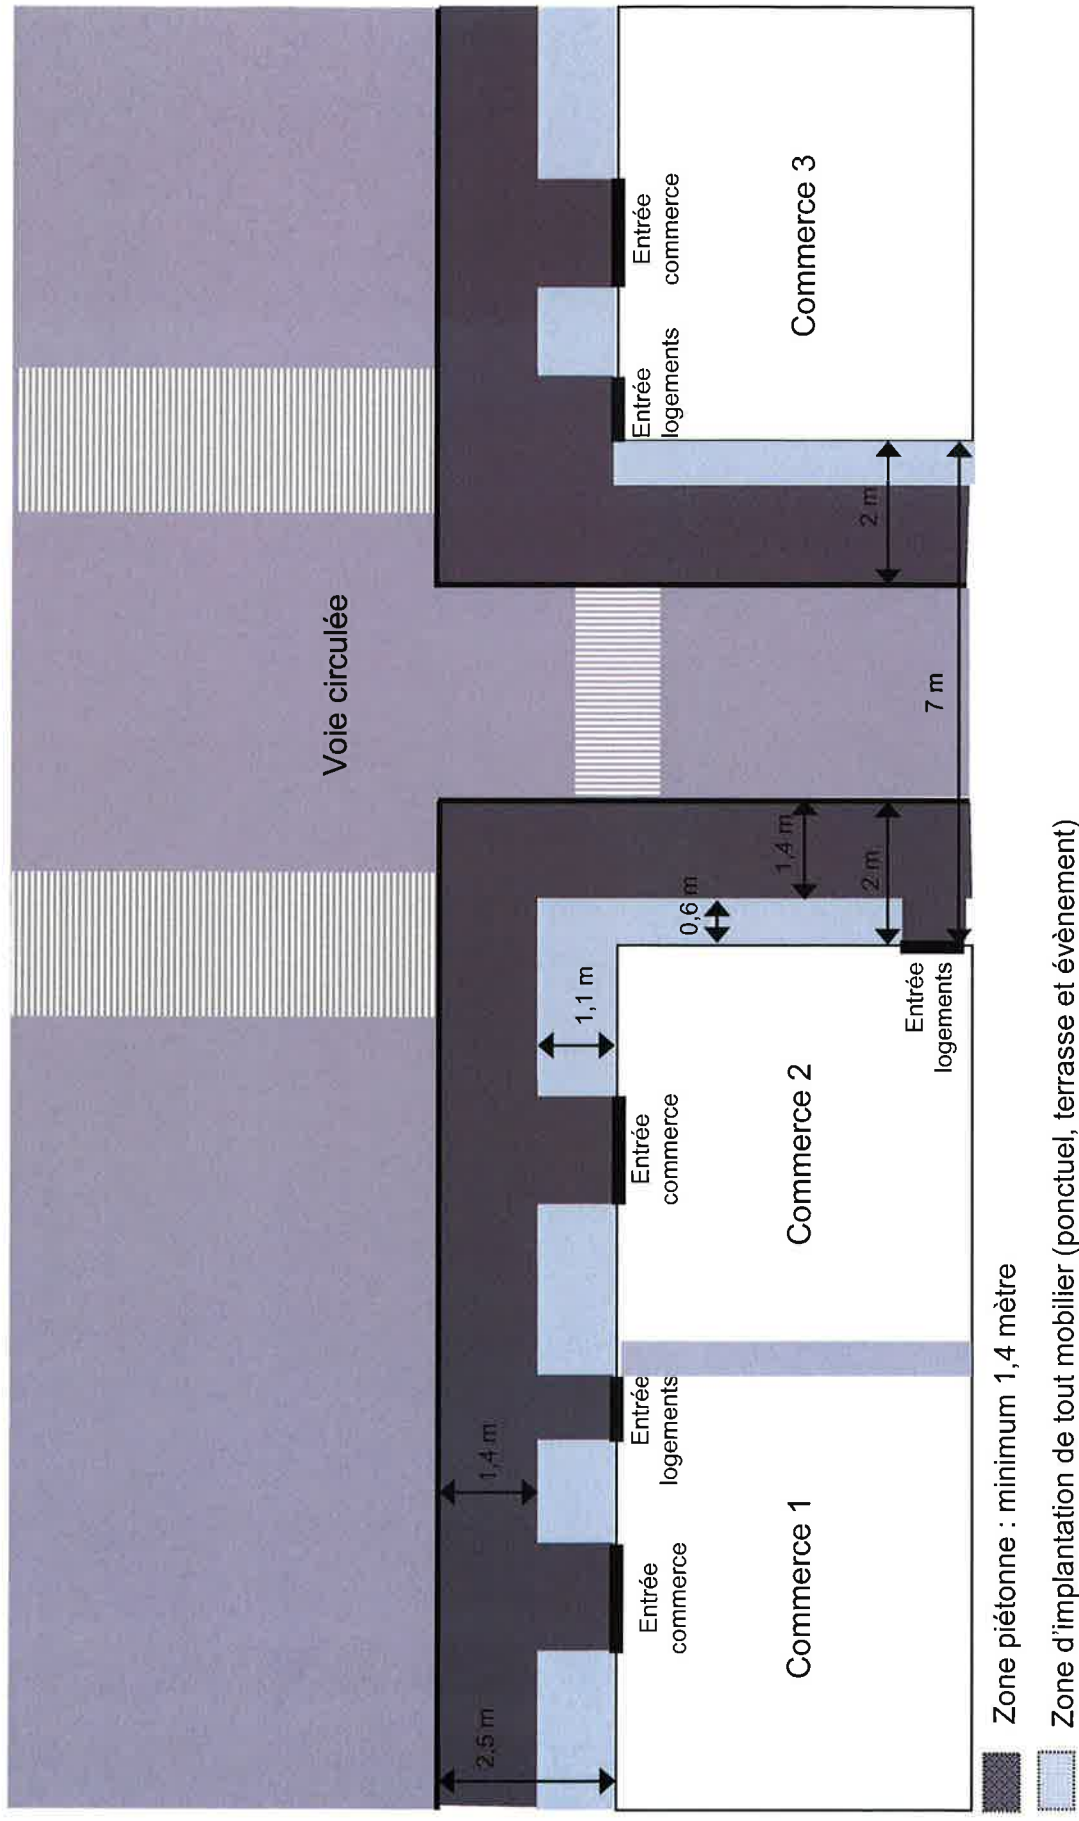 Voie circulée
2,5 m
1,4 m
1,1 m
0,6 m
1,4 m
2 m
2 m
7 m
Entrée
commerce
Entrée
logements
Entrée
commerce
Entrée
logements
Entrée
logements
Entrée
commerce
Commerce 1
Commerce 2
Commerce 3
Zone piétonne : minimum 1,4 mètre
Zone d'implantation de tout mobilier (ponctuel, terrasse et évènement)